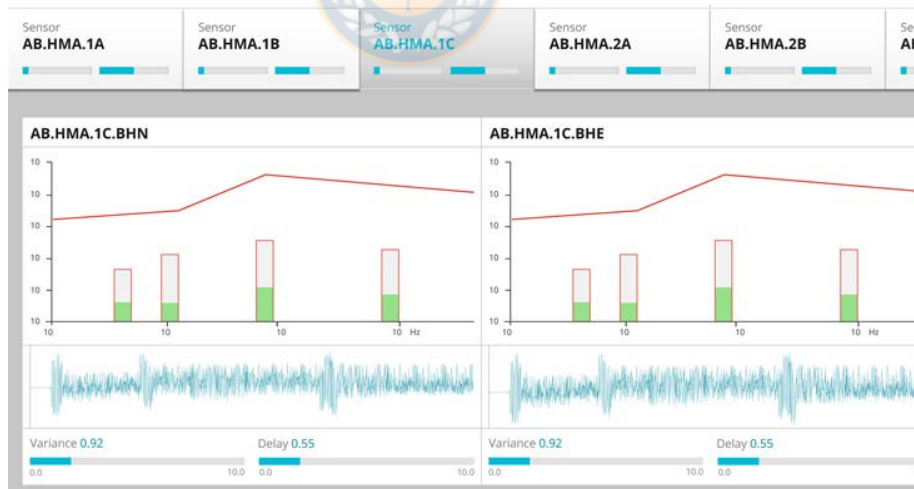 Sensor
AB.HMA.1A
Sensor
AB.HMA.1B
Sensor
AB.HMA.1C
Sensor
AB.HMA.2A
Sensor
AB.HMA.2B
Se
AB.HMA.1C.BHN
10
10
10
10
10
10
10 10 10 10 Hz
Variance 0.92 Delay 0.55
0.0 10.0 0.0 10.0
AB.HMA.1C.BHE
10
10
10
10
10
10
10 10 10 10 Hz
Variance 0.92 Delay 0.55
0.0 10.0 0.0